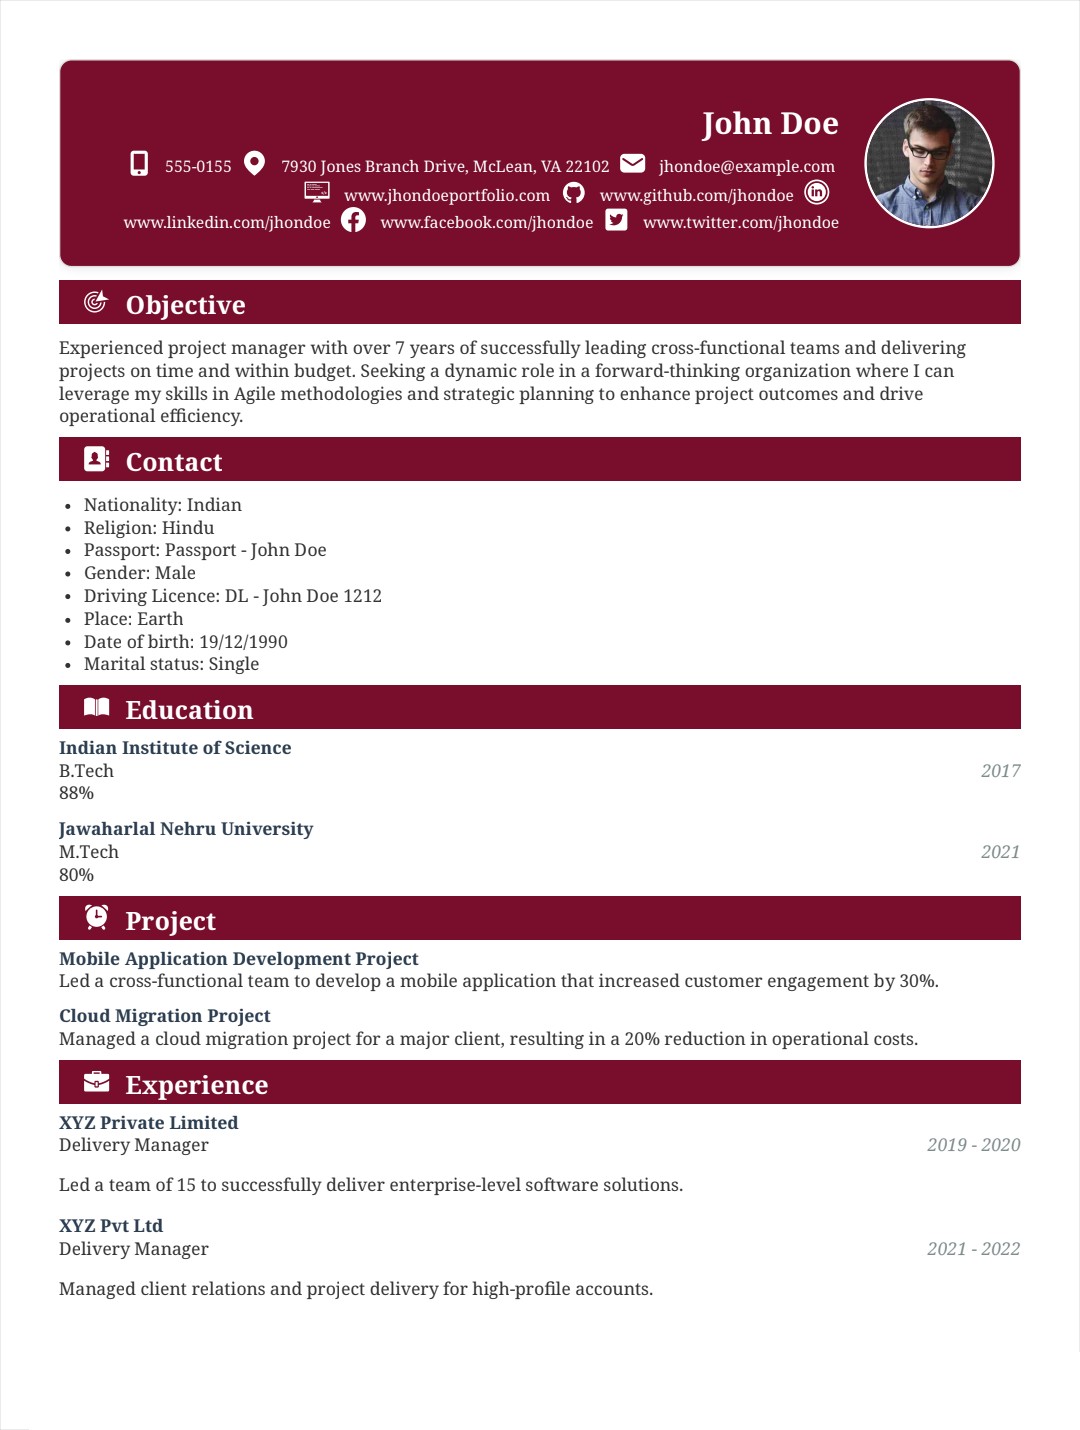 John Doe
555-0155 7930 Jones Branch Drive, McLean, VA 22102 jhondoe@example.com
www.jhondoeportfolio.com www.github.com/jhondoe
www.linkedin.com/jhondoe www.facebook.com/jhondoe www.twitter.com/jhondoe
Objective
Experienced project manager with over 7 years of successfully leading cross-functional teams and delivering
projects on time and within budget. Seeking a dynamic role in a forward-thinking organization where I can
leverage my skills in Agile methodologies and strategic planning to enhance project outcomes and drive
operational efficiency.
Contact
• Nationality: Indian
• Religion: Hindu
• Passport: Passport - John Doe
• Gender: Male
• Driving Licence: DL - John Doe 1212
• Place: Earth
• Date of birth: 19/12/1990
• Marital status: Single
Education
Indian Institute of Science
B.Tech 2017
88%
Jawaharlal Nehru University
M.Tech 2021
80%
Project
Mobile Application Development Project
Led a cross-functional team to develop a mobile application that increased customer engagement by 30%.
Cloud Migration Project
Managed a cloud migration project for a major client, resulting in a 20% reduction in operational costs.
Experience
XYZ Private Limited
Delivery Manager 2019 - 2020
Led a team of 15 to successfully deliver enterprise-level software solutions.
XYZ Pvt Ltd
Delivery Manager 2021 - 2022
Managed client relations and project delivery for high-profile accounts.